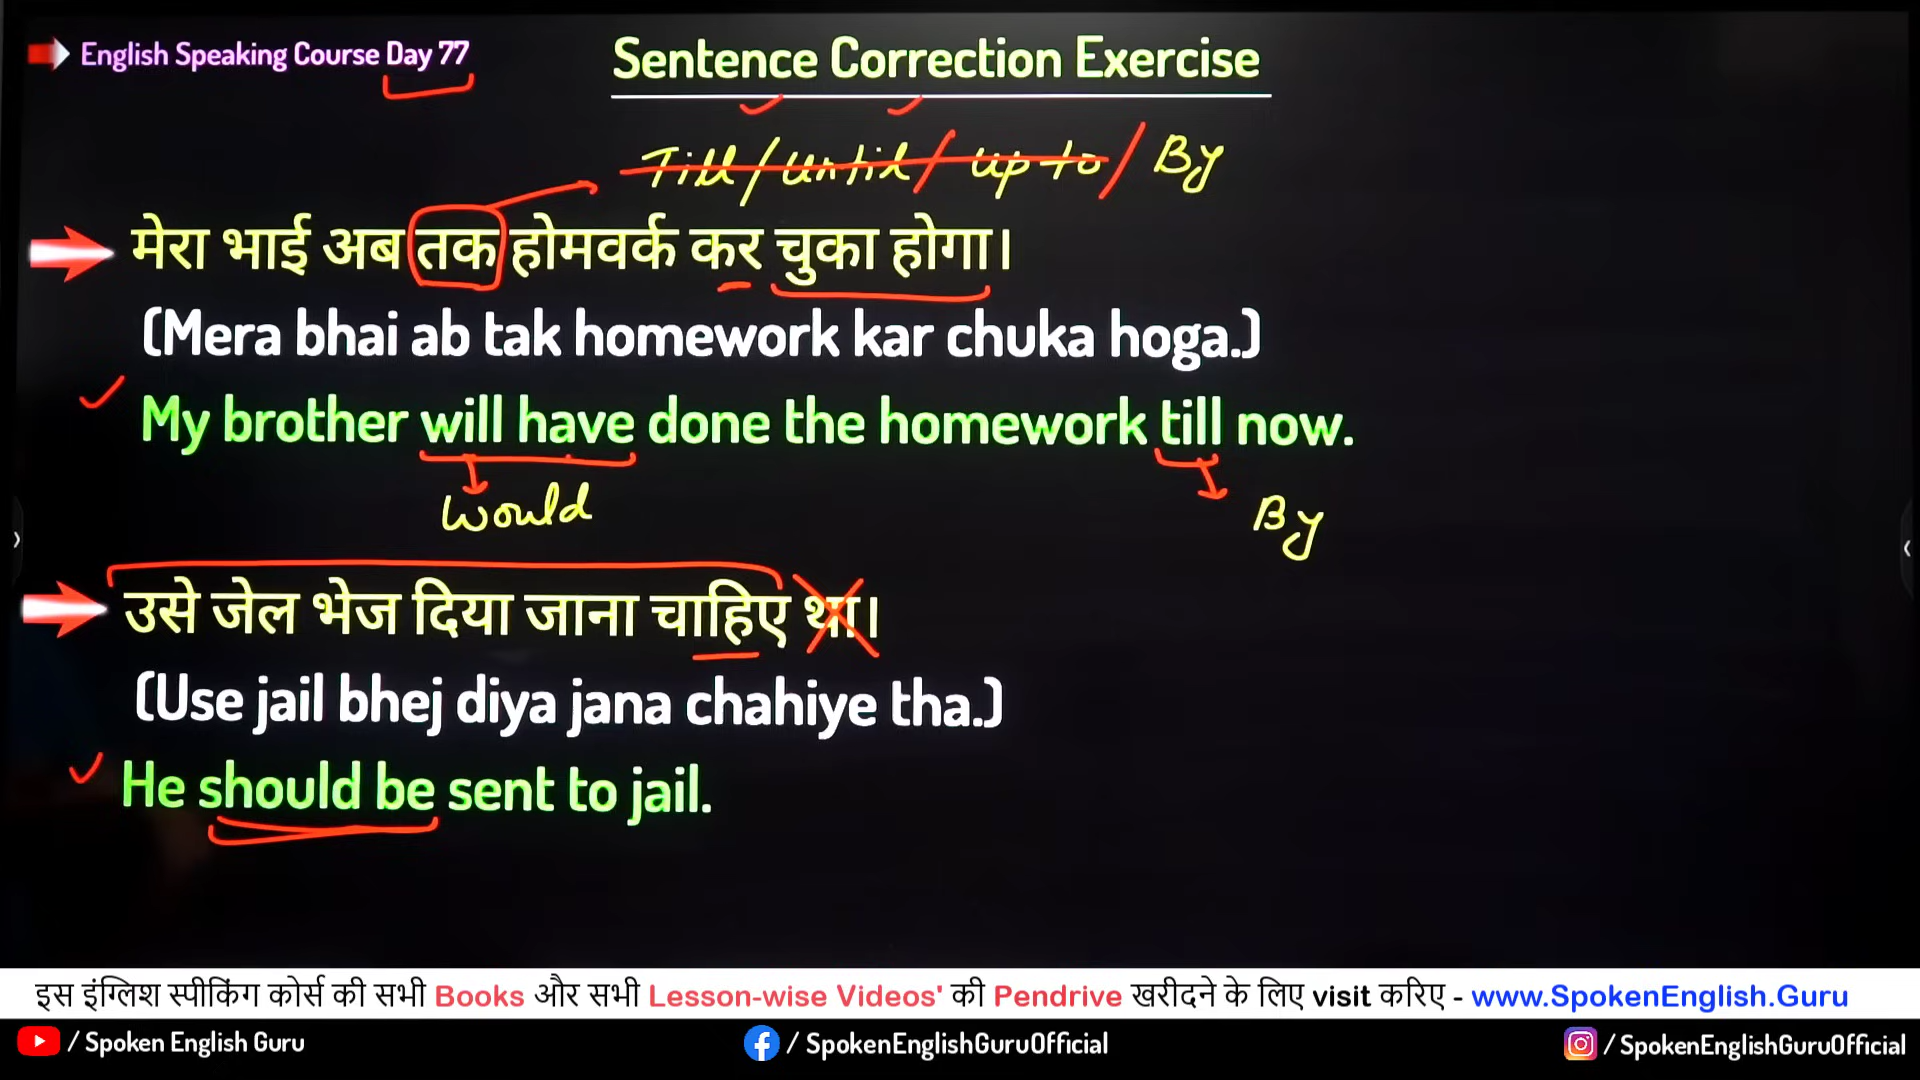 English Speaking Course Day 77
Sentence Correction Exercise
Till/Until/upto/By
मेरा भाई अब तक होमवर्क कर चुका होगा।
(Mera bhai ab tak homework kar chuka hoga.)
My brother will have done the homework till now.
Would
By
उसे जेल भेज दिया जाना चाहिए था।
(Use jail bhej diya jana chahiye tha.)
He should be sent to jail.
इस इंग्लिश स्पीकिंग कोर्स की सभी Books और सभी Lesson-wise Videos' की Pendrive खरीदने के लिए visit करिए - www.SpokenEnglish.Guru
/ Spoken English Guru
/ SpokenEnglishGuruOfficial
/ SpokenEnglishGuruOfficial